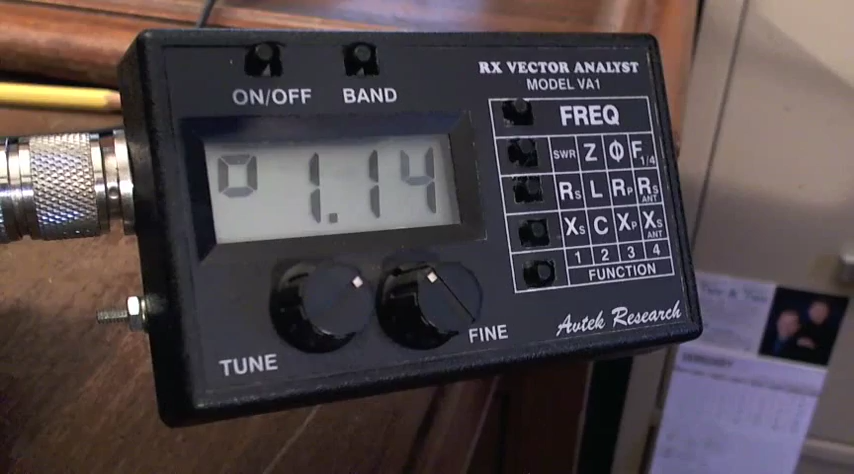 RX VECTOR ANALYST
MODEL VA1
ON/OFF BAND
FREQ
SWR Z Φ F1/4
RS L RP RS ANT
XS C XP XS ANT
1 2 3 4
FUNCTION
1.14
TUNE
FINE
Avtek Research